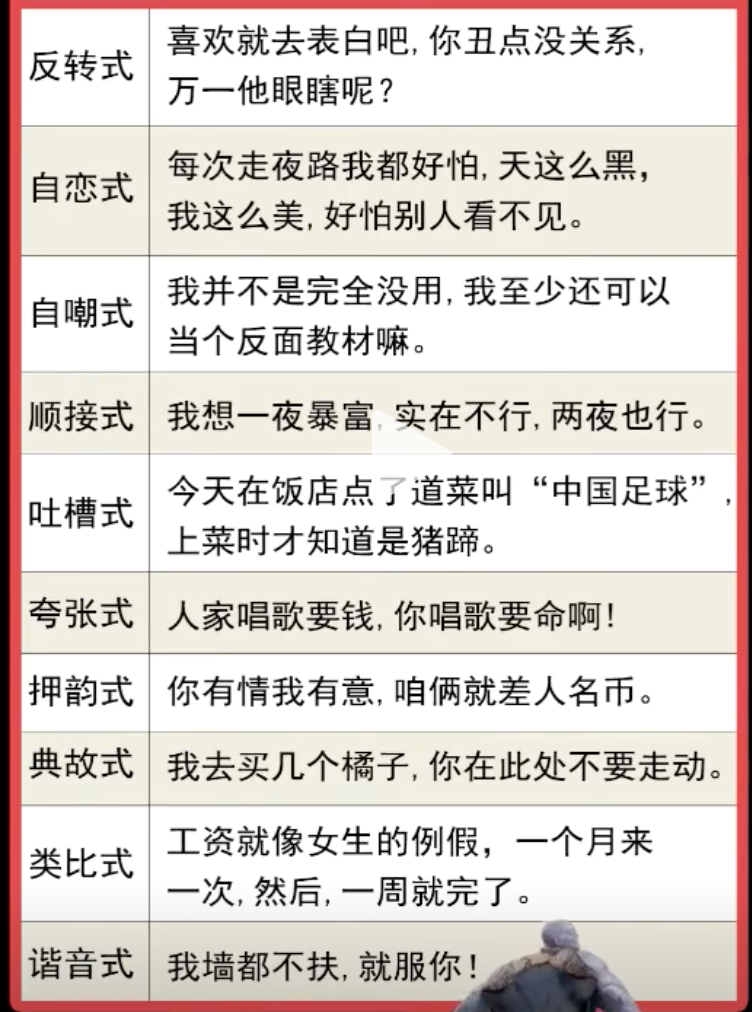 反转式
喜欢就去表白吧, 你丑点没关系,
万一他眼瞎呢?
自恋式
每次走夜路我都好怕, 天这么黑，
我这么美, 好怕别人看不见。
自嘲式
我并不是完全没用, 我至少还可以
当个反面教材嘛。
顺接式
我想一夜暴富, 实在不行, 两夜也行。
吐槽式
今天在饭店点了道菜叫“中国足球”,
上菜时才知道是猪蹄。
夸张式
人家唱歌要钱, 你唱歌要命啊!
押韵式
你有情我有意, 咱俩就差人名币。
典故式
我去买几个橘子, 你在此处不要走动。
类比式
工资就像女生的例假，一个月来
一次, 然后, 一周就完了。
谐音式
我墙都不扶, 就服你!